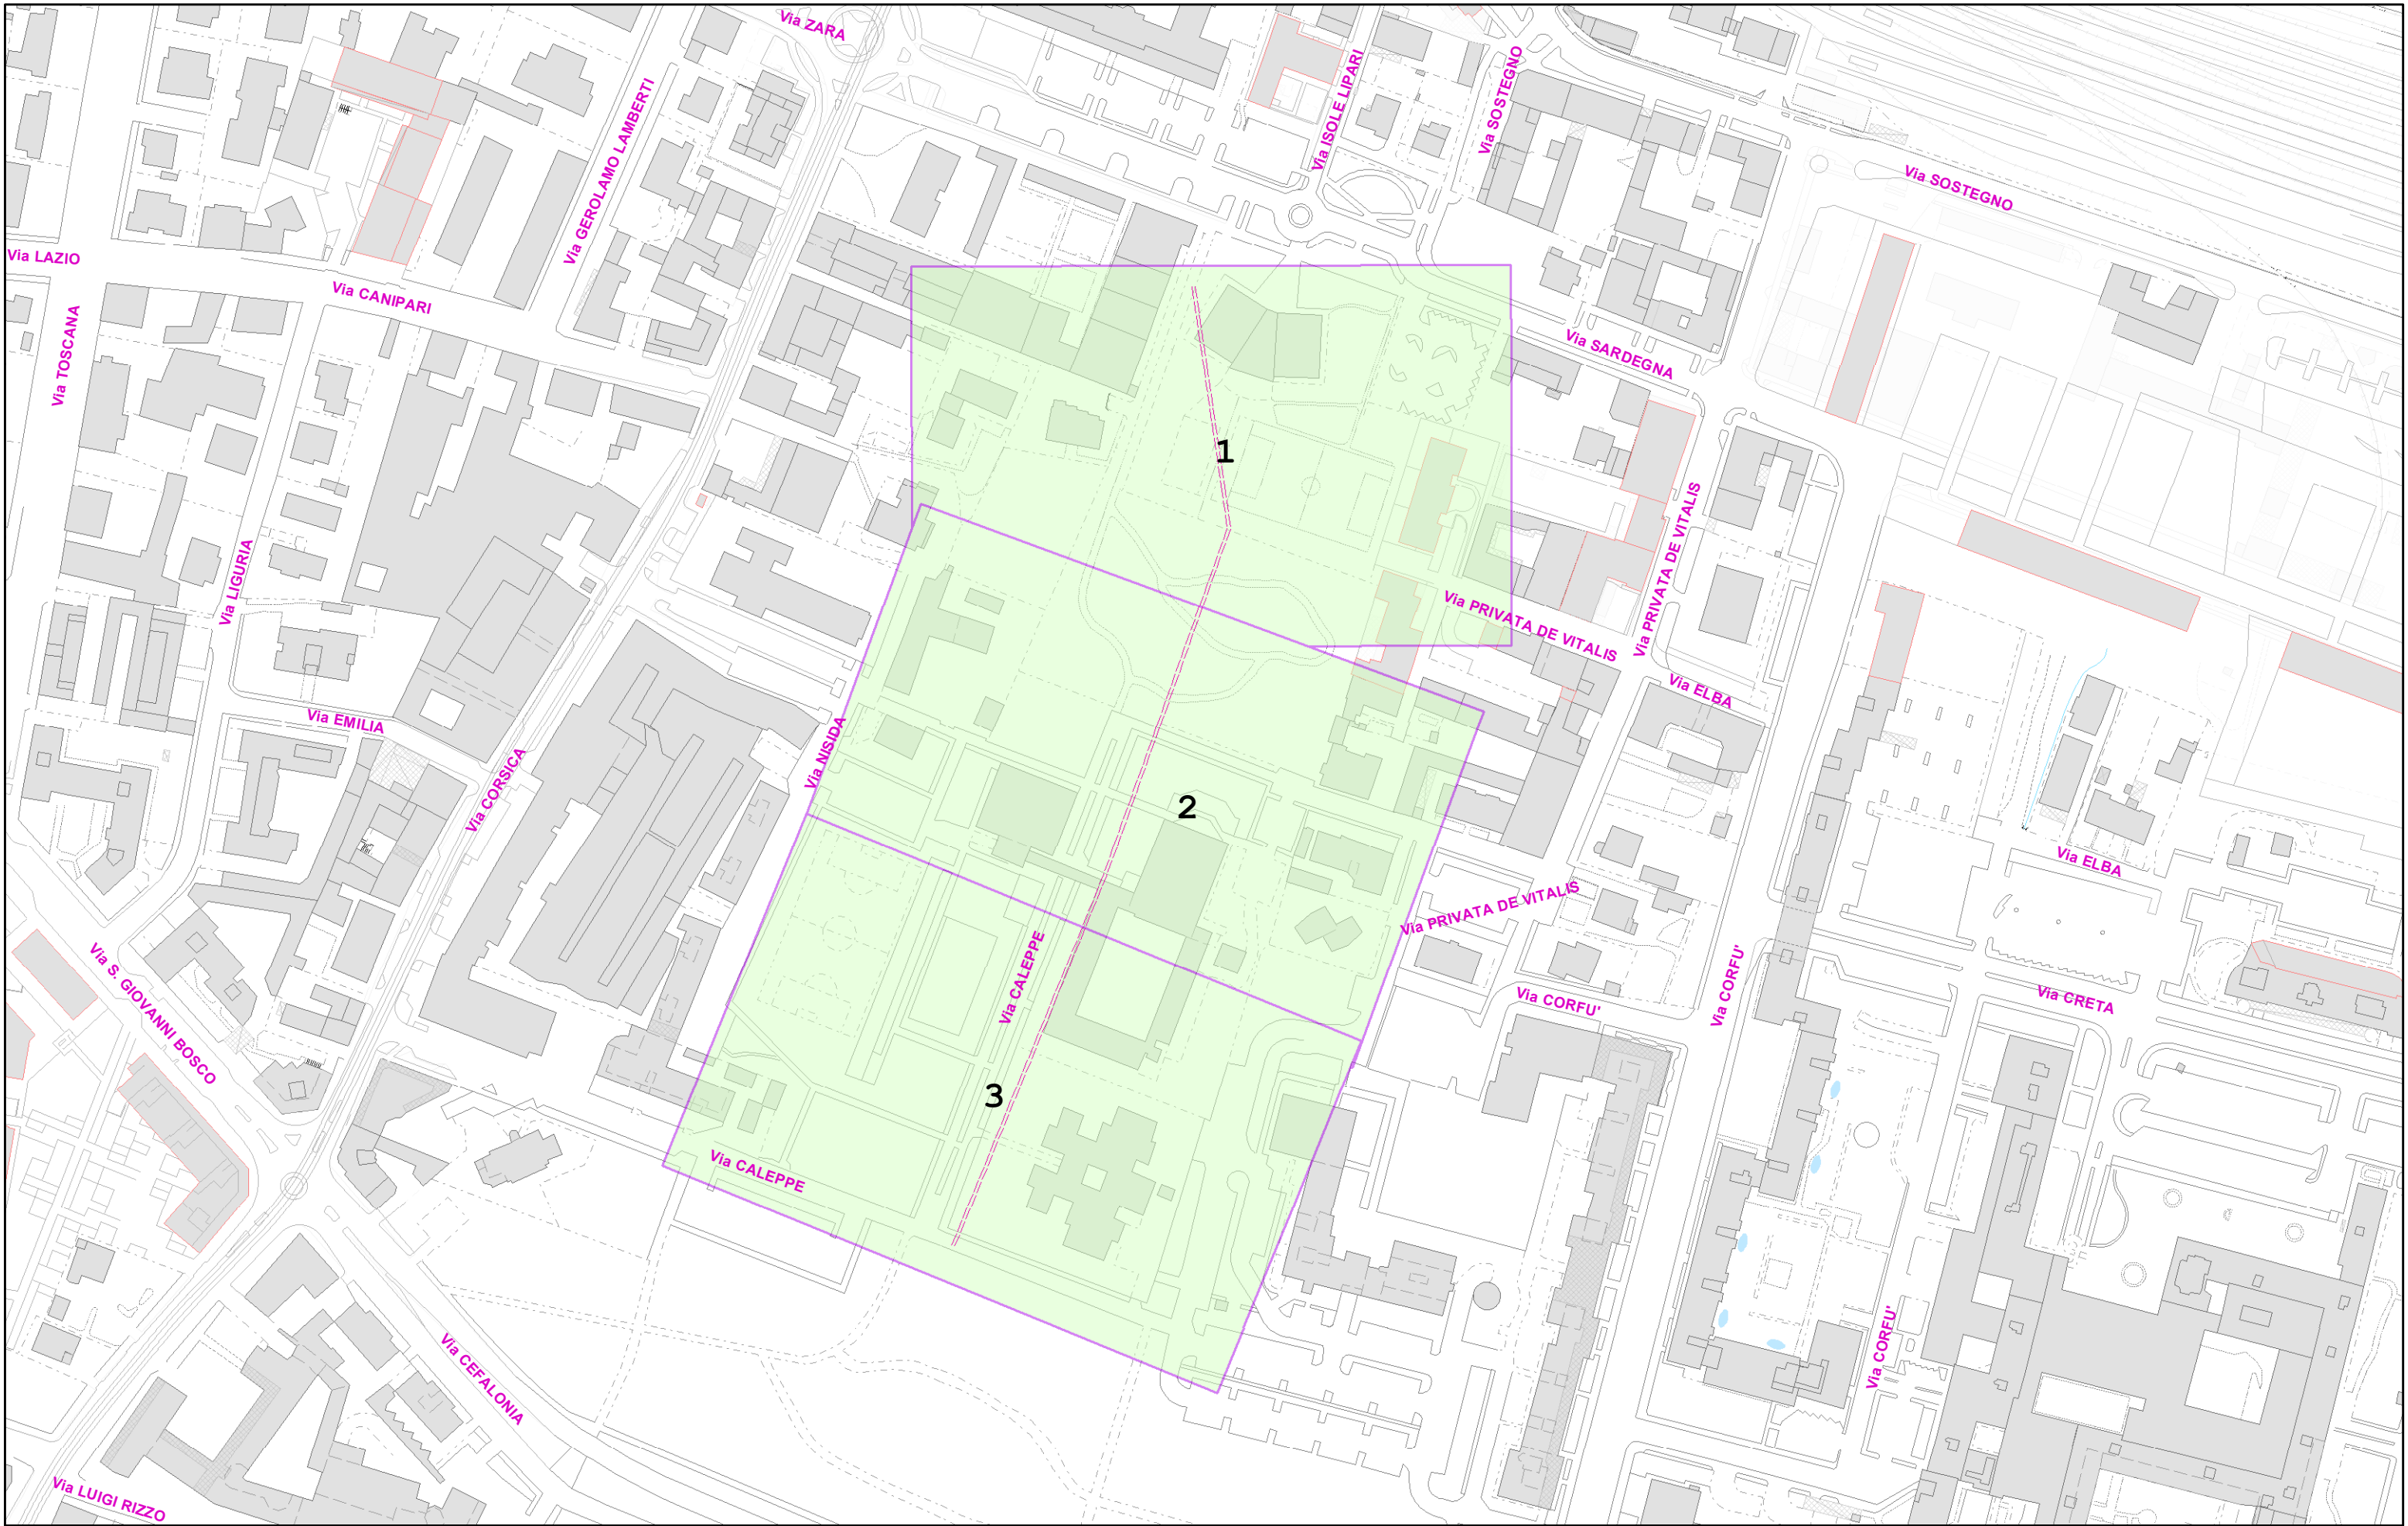 Via ZARA
Via ISOLE LIPARI
Via SOSTEGNO
Via GEROLAMO LAMBERTI
Via SOSTEGNO
Via LAZIO
Via CANIPARI
Via TOSCANA
Via SARDEGNA
1
Via PRIVATA DE VITALIS
Via LIGURIA
Via PRIVATA DE VITALIS
Via ELBA
Via EMILIA
Via NISIDA
Via CORSICA
2
Via ELBA
Via PRIVATA DE VITALIS
Via CALEPPE
Via S. GIOVANNI BOSCO
Via CORFU'
Via CORFU'
Via CRETA
3
Via CALEPPE
Via CORFU'
Via CEFALONIA
Via LUIGI RIZZO